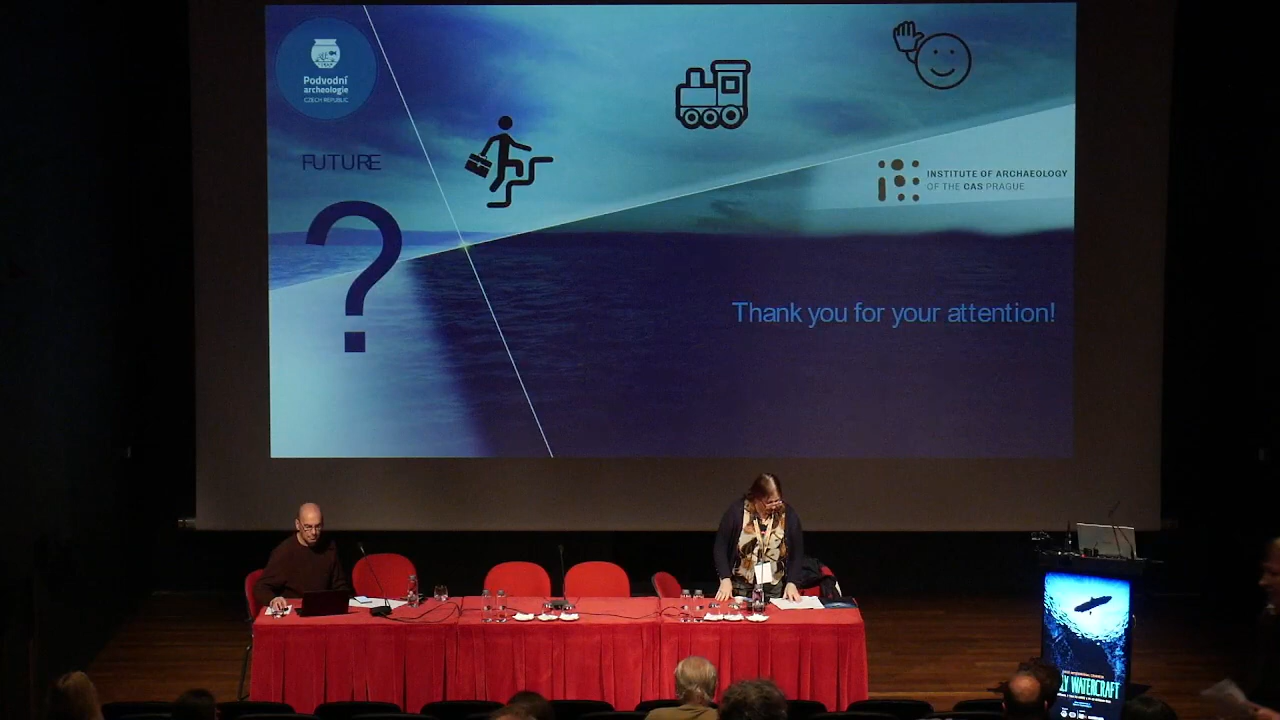 Podvodní
archeologie
CZECH REPUBLIC
FUTURE
?
INSTITUTE OF ARCHAEOLOGY
OF THE CAS PRAGUE
Thank you for your attention!
WATERCRAFT